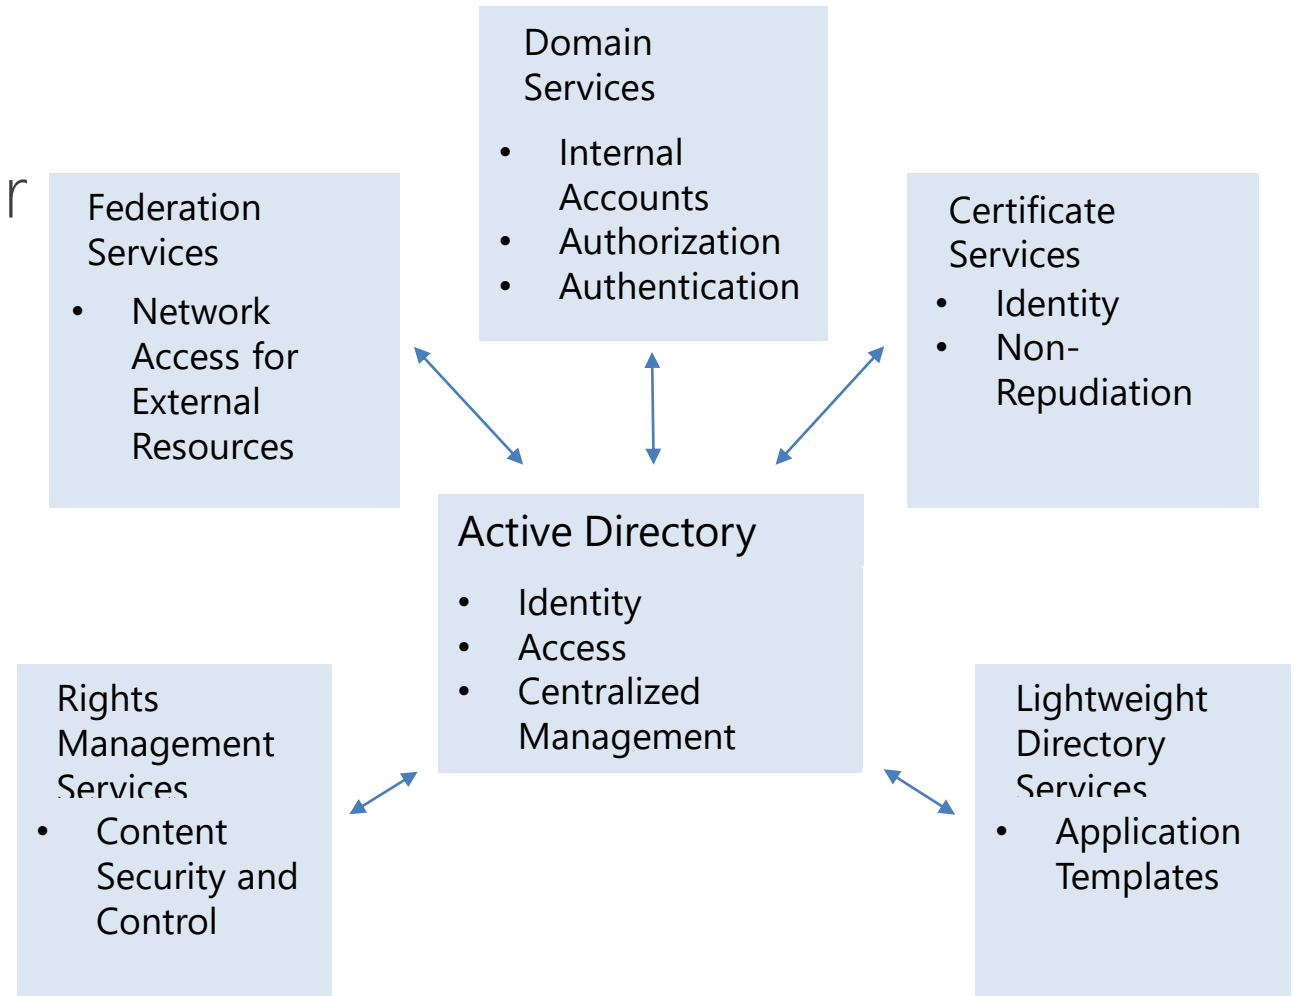 r
Domain
Services
• Internal
Accounts
• Authorization
• Authentication
Federation
Services
• Network
Access for
External
Resources
Certificate
Services
• Identity
• Non-
Repudiation
Active Directory
• Identity
• Access
• Centralized
Management
Rights
Management
Services
• Content
Security and
Control
Lightweight
Directory
Services
• Application
Templates